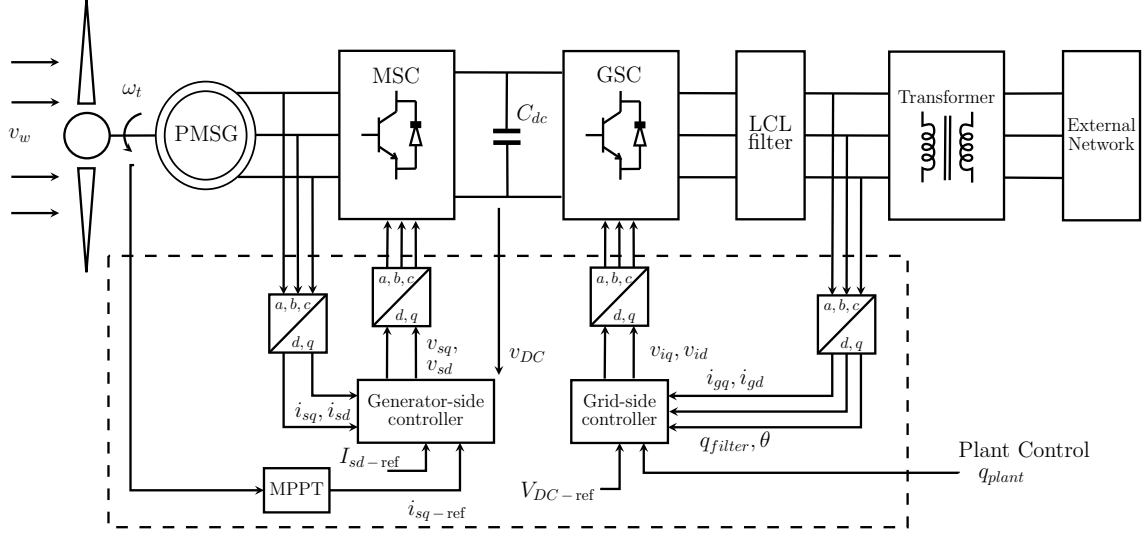 MSC
GSC
ω_t
C_dc
Transformer
v_w
PMSG
LCL
filter
External
Network
a, b, c
d, q
a, b, c
d, q
a, b, c
d, q
a, b, c
d, q
v_sq,
v_sd
v_DC
v_iq, v_id
i_gq, i_gd
i_sq, i_sd
Generator-side
controller
Grid-side
controller
q_filter, θ
I_sd−ref
Plant Control
q_plant
MPPT
V_DC−ref
i_sq−ref